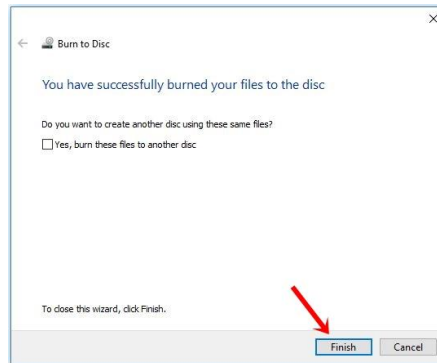 Burn to Disc
You have successfully burned your files to the disc
Do you want to create another disc using these same files?
Yes, burn these files to another disc
To close this wizard, click Finish.
Finish Cancel